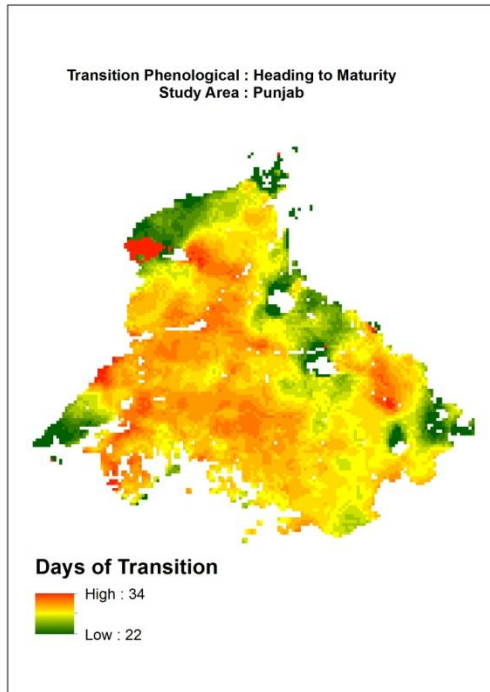 Transition Phenological : Heading to Maturity
Study Area : Punjab
Days of Transition
High : 34
Low : 22